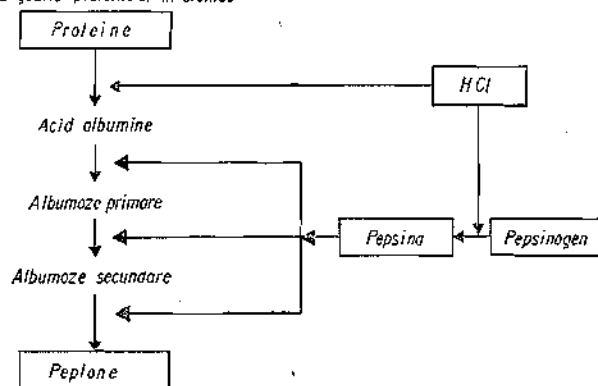 Proteine
HCl
Acid albumine
Albumoze primare
Pepsina
Pepsinogen
Albumoze secundare
Peptone